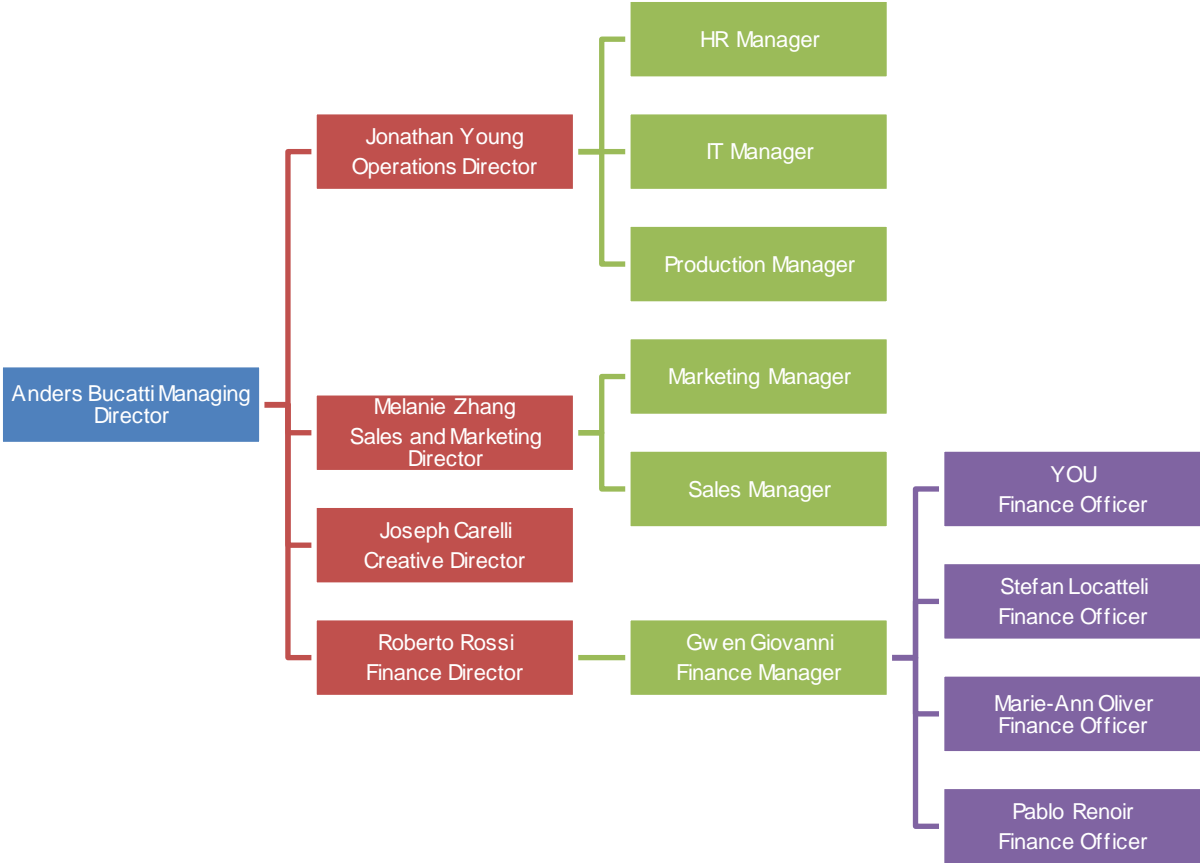 HR Manager
Jonathan Young
Operations Director
IT Manager
Production Manager
Anders Bucatti Managing
Director
Melanie Zhang
Sales and Marketing
Director
Marketing Manager
Sales Manager
Joseph Carelli
Creative Director
Roberto Rossi
Finance Director
Gwen Giovanni
Finance Manager
YOU
Finance Officer
Stefan Locatteli
Finance Officer
Marie-Ann Oliver
Finance Officer
Pablo Renoir
Finance Officer